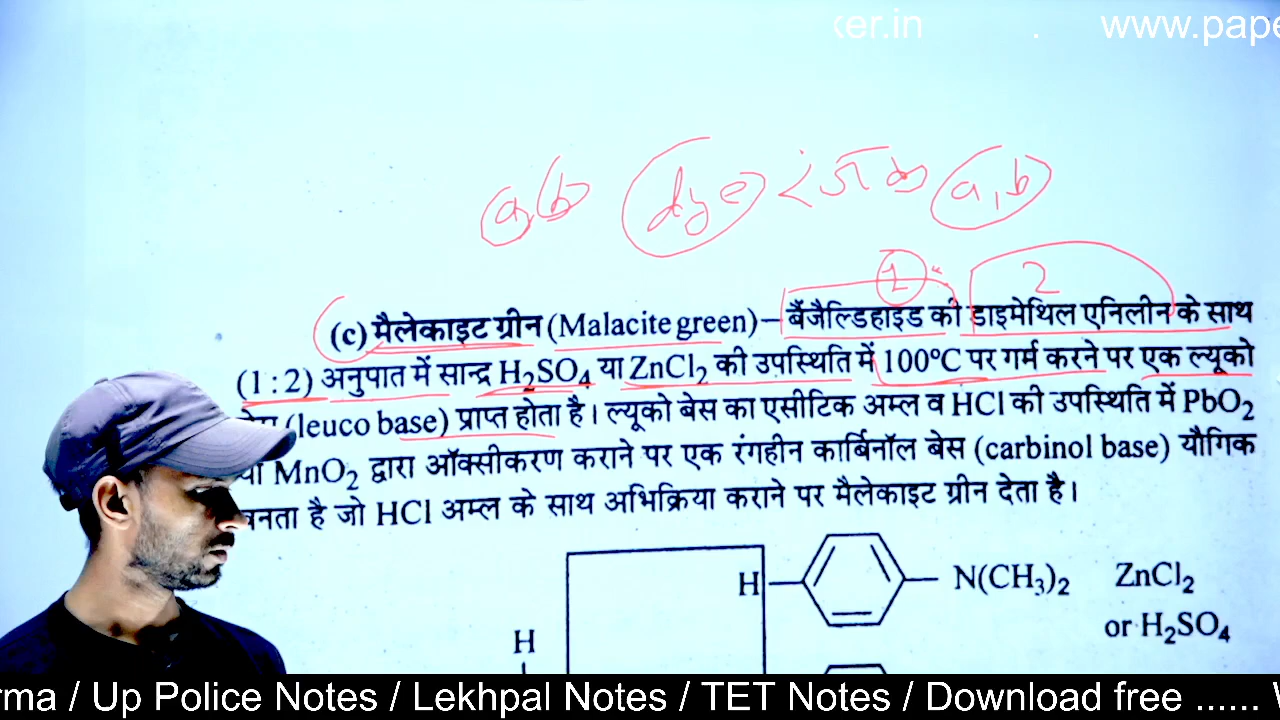 ker.in . www.pape
a,b dye रंजक a,b
1 2
(c) मैलेकाइट ग्रीन (Malacite green)– बैंजैल्डिहाइड की डाइमेथिल एनिलीन के साथ
(1 : 2) अनुपात में सान्द्र H₂SO₄ या ZnCl₂ की उपस्थिति में 100°C पर गर्म करने पर एक ल्यूको
(leuco base) प्राप्त होता है। ल्यूको बेस का एसीटिक अम्ल व HCl की उपस्थिति में PbO₂
या MnO₂ द्वारा ऑक्सीकरण कराने पर एक रंगहीन कार्बिनॉल बेस (carbinol base) यौगिक
बनता है जो HCl अम्ल के साथ अभिक्रिया कराने पर मैलेकाइट ग्रीन देता है।
H N(CH₃)₂ ZnCl₂
or H₂SO₄
H
rma / Up Police Notes / Lekhpal Notes / TET Notes / Download free ......